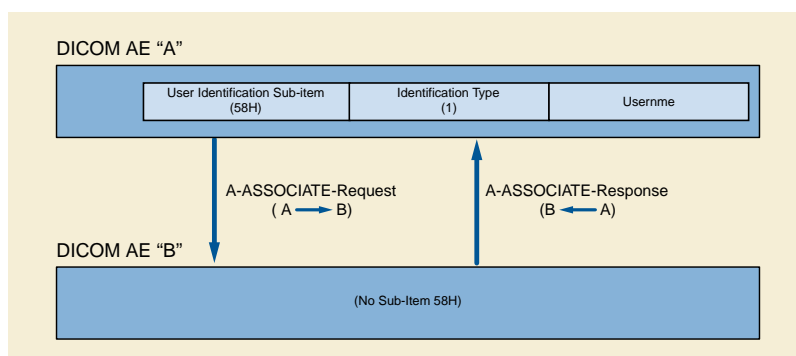 DICOM AE “A”
User Identification Sub-item
(58H)
Identification Type
(1)
Usernme
A-ASSOCIATE-Request
( A → B)
A-ASSOCIATE-Response
(B ← A)
DICOM AE “B”
(No Sub-Item 58H)